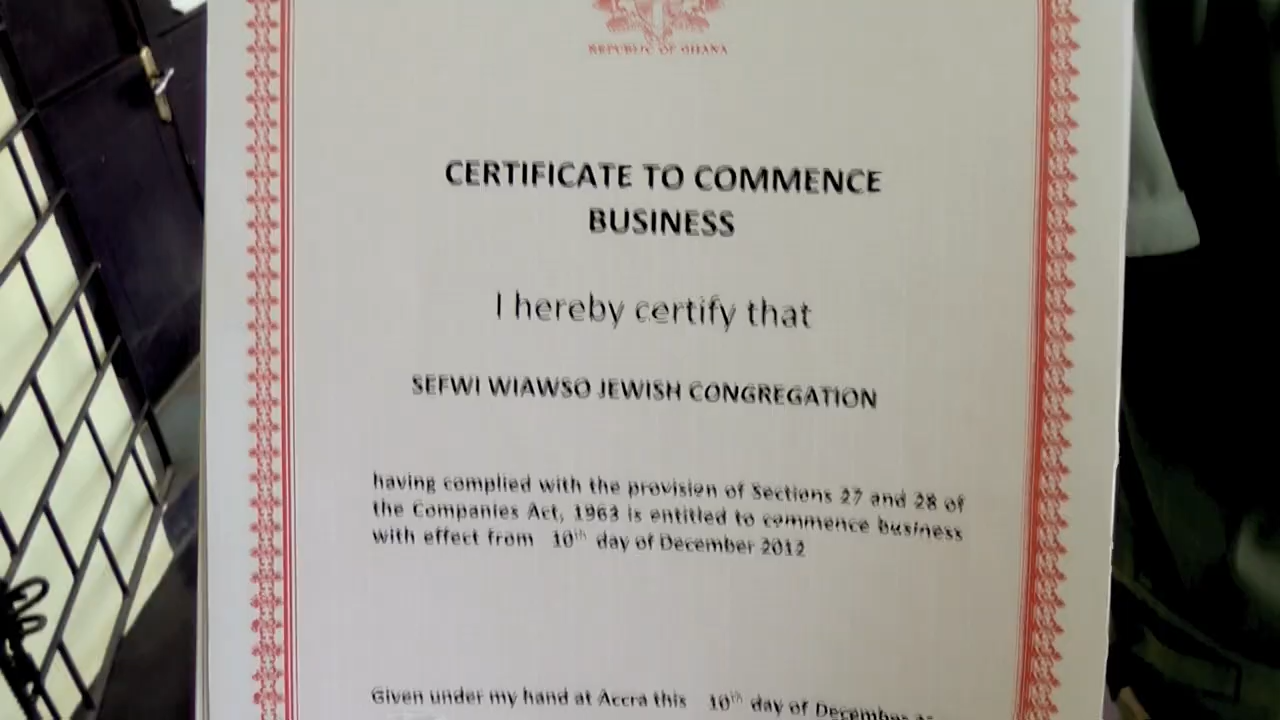 REPUBLIC OF GHANA
CERTIFICATE TO COMMENCE
BUSINESS
I hereby certify that
SEFWI WIAWSO JEWISH CONGREGATION
having complied with the provision of Sections 27 and 28 of
the Companies Act, 1963 is entitled to commence business
with effect from 10th day of December 2012
Given under my hand at Accra this 10th day of December